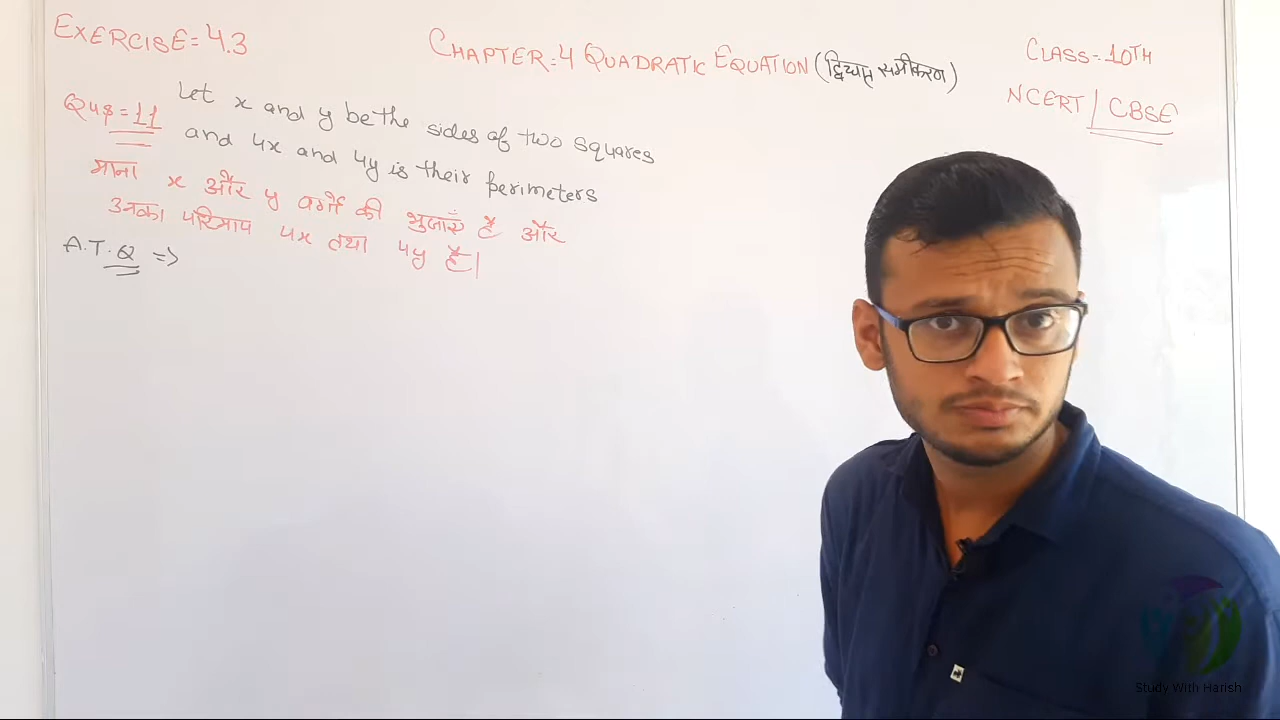 EXERCISE=4.3
CHAPTER:4 QUADRATIC EQUATION (द्विघात समीकरण)
CLASS=10TH
NCERT/CBSE
Qus=11 Let x and y be the sides of two squares
and 4x and 4y is their perimeters
माना x और y वर्गों की भुजाएँ है और
उनका परिमाप 4x तथा 4y है।
A.T.Q =>
Study With Harish